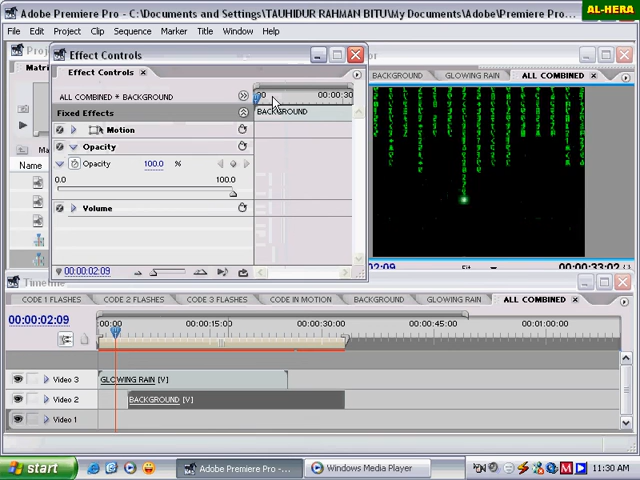 Adobe Premiere Pro - C:\Documents and Settings\TAUHIDUR RAHMAN BITU\My Documents\Adobe\Premiere Pro...
AL-HERA
File Edit Project Clip Sequence Marker Title Window Help
Effect Controls
Effect Controls
BACKGROUND GLOWING RAIN ALL COMBINED
ALL COMBINED * BACKGROUND
00:00:30
BACKGROUND
Fixed Effects
Motion
Opacity
Opacity 100.0 %
0.0 100.0
Volume
Name
00:00:02:09
Fit
00:00:33:02
Timeline
CODE 1 FLASHES CODE 2 FLASHES CODE 3 FLASHES CODE IN MOTION BACKGROUND GLOWING RAIN ALL COMBINED
00:00:02:09
00:00 00:00:15:00 00:00:30:00 00:00:45:00 00:01:00:00
Video 3 GLOWING RAIN [V]
Video 2 BACKGROUND [V]
Video 1
start
Adobe Premiere Pro -...
Windows Media Player
11:30 AM